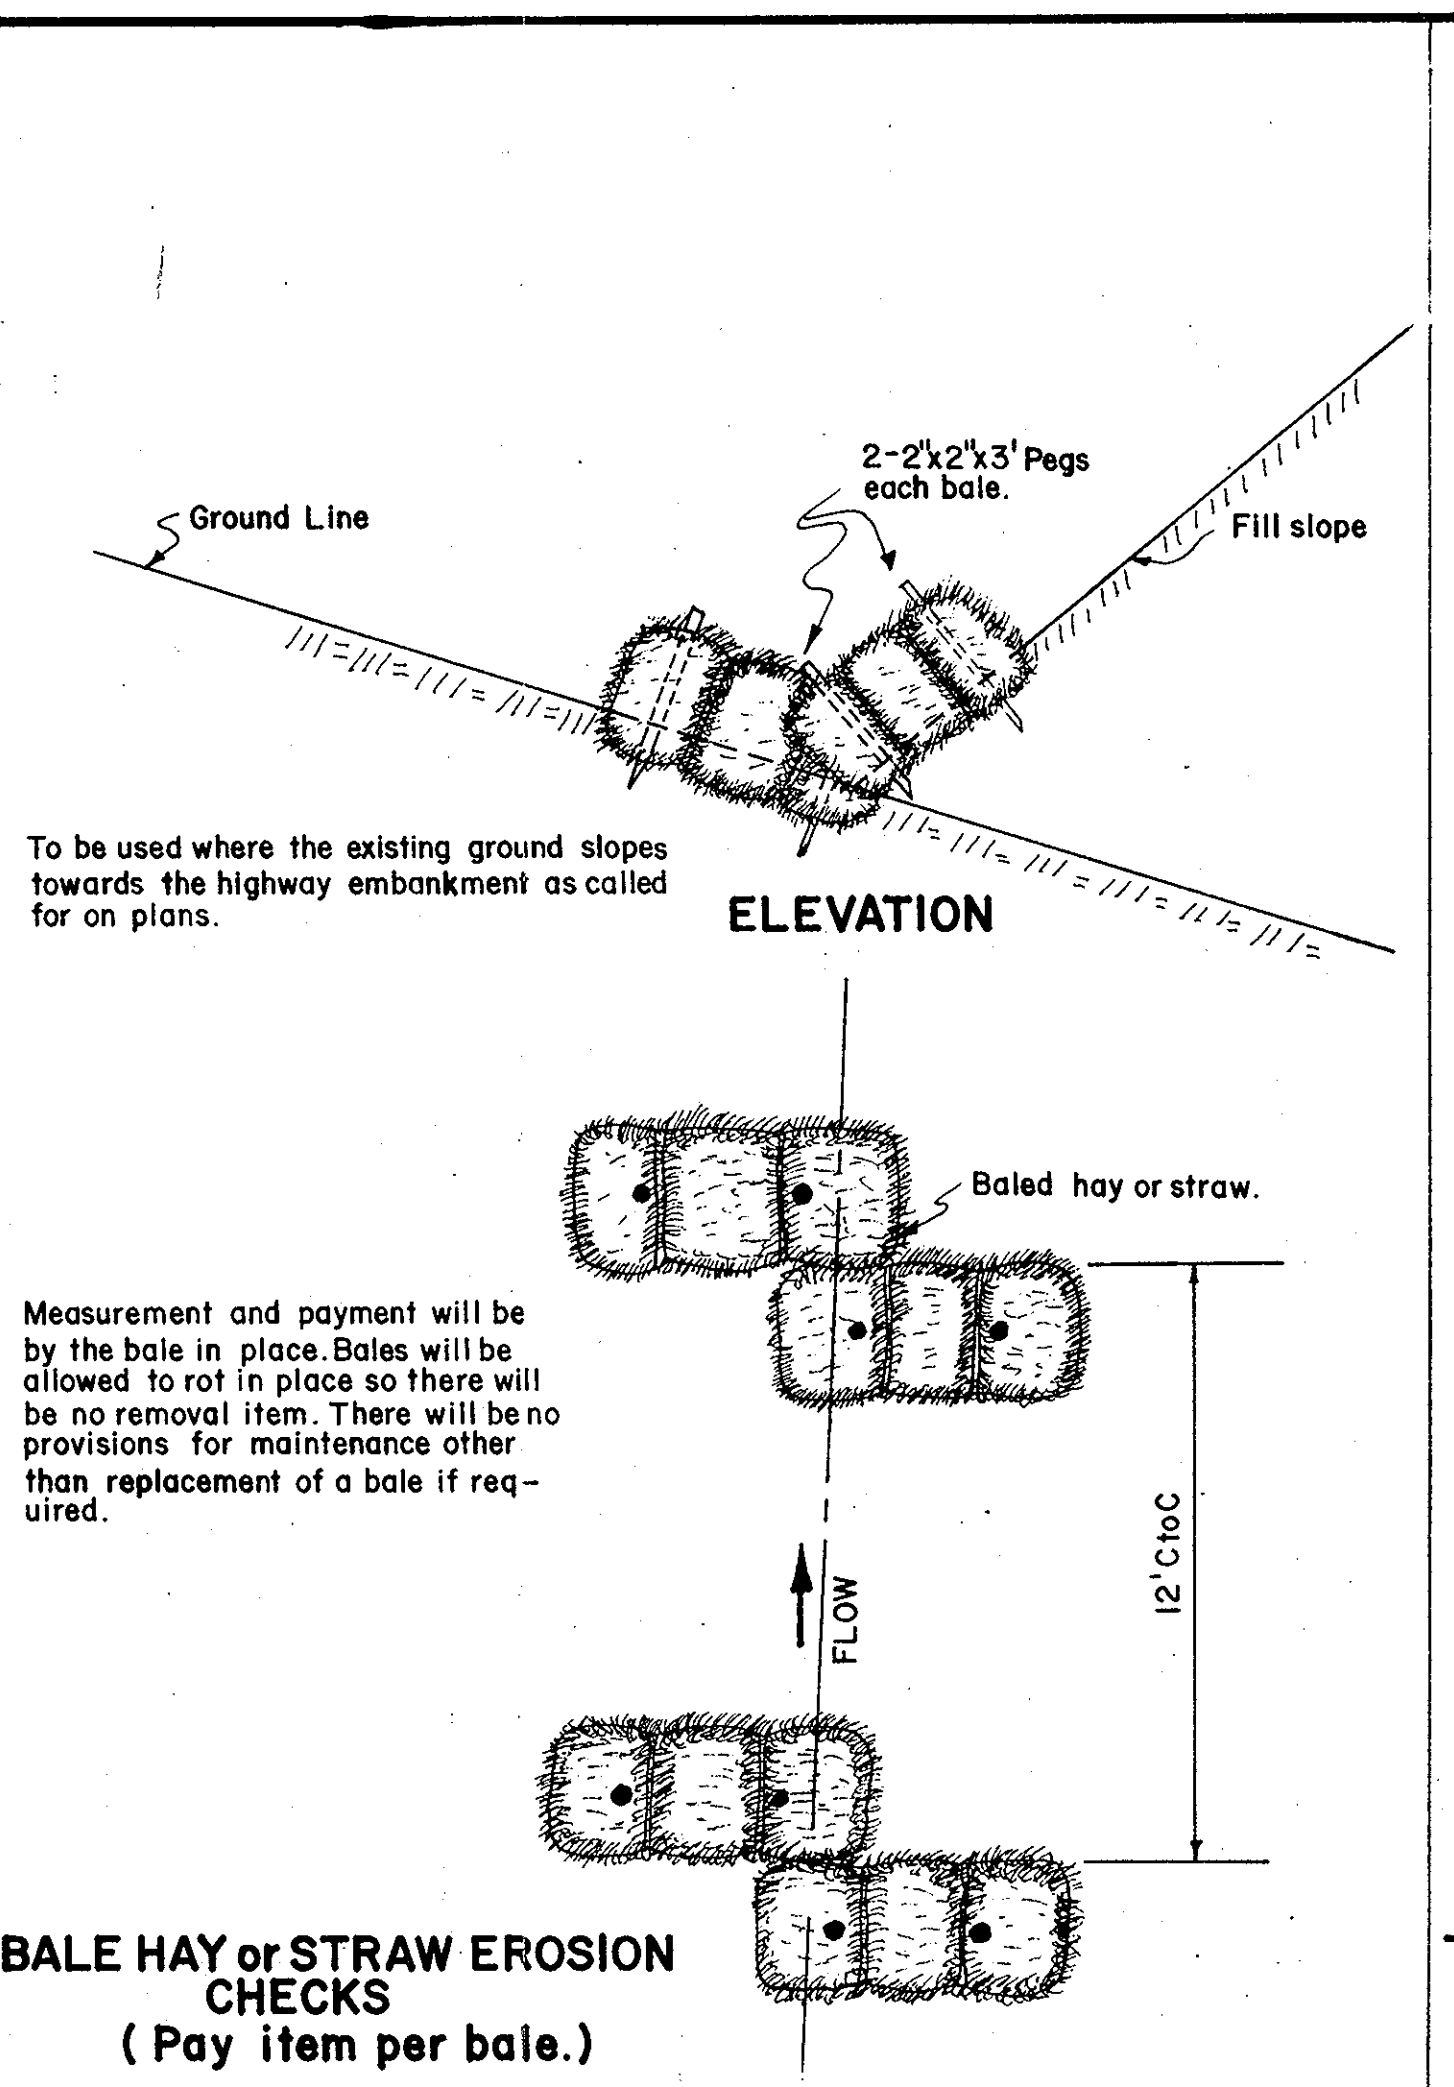 2-2"x2"x3' Pegs
each bale.
Ground Line
Fill slope
To be used where the existing ground slopes
towards the highway embankment as called
for on plans.
ELEVATION
Baled hay or straw.
Measurement and payment will be
by the bale in place. Bales will be
allowed to rot in place so there will
be no removal item. There will be no
provisions for maintenance other
than replacement of a bale if req-
uired.
12' C to C
FLOW
BALE HAY or STRAW EROSION
CHECKS
( Pay item per bale.)